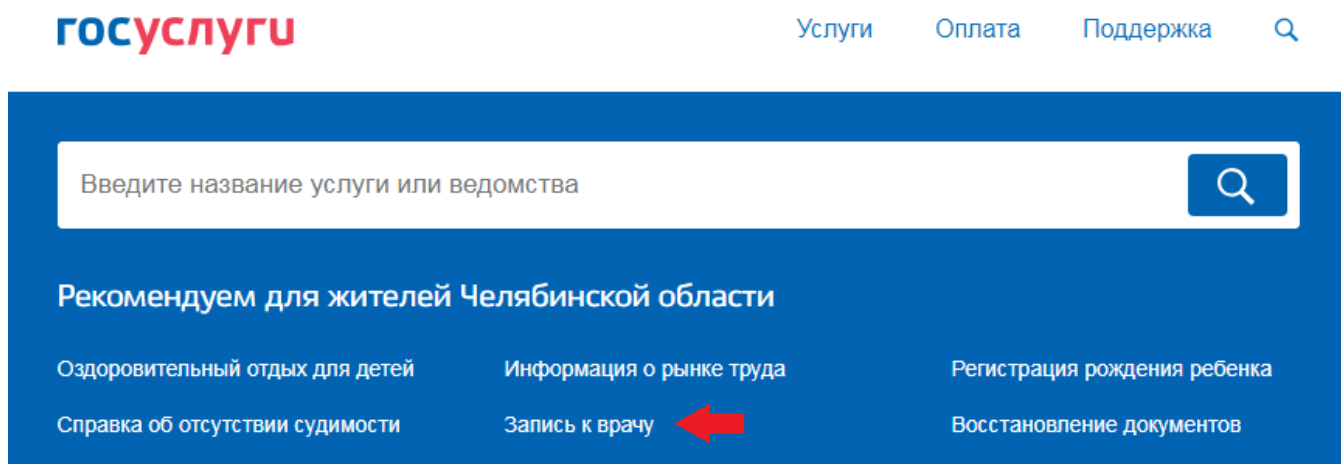 госуслуги Услуги Оплата Поддержка
Введите название услуги или ведомства
Рекомендуем для жителей Челябинской области
Оздоровительный отдых для детей Информация о рынке труда Регистрация рождения ребенка
Справка об отсутствии судимости Запись к врачу Восстановление документов